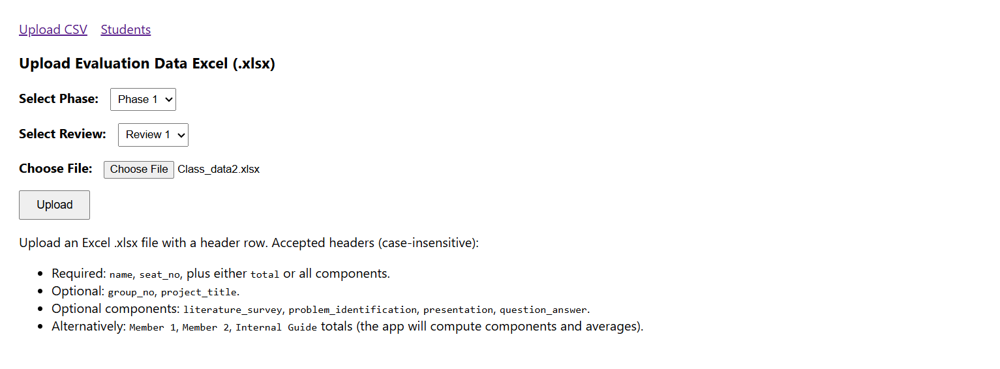 Upload CSV Students
Upload Evaluation Data Excel (.xlsx)
Select Phase: Phase 1
Select Review: Review 1
Choose File: Choose File Class_data2.xlsx
Upload
Upload an Excel .xlsx file with a header row. Accepted headers (case-insensitive):
• Required: name, seat_no, plus either total or all components.
• Optional: group_no, project_title.
• Optional components: literature_survey, problem_identification, presentation, question_answer.
• Alternatively: Member 1, Member 2, Internal Guide totals (the app will compute components and averages).